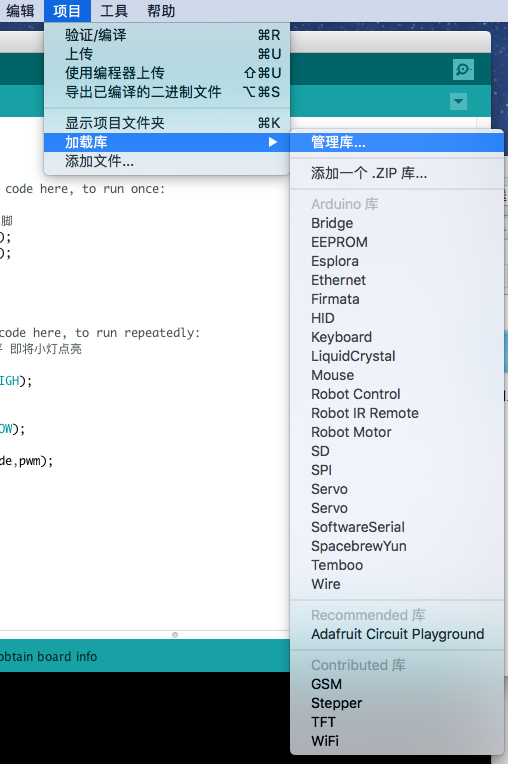 编辑 项目 工具 帮助
验证/编译 ⌘R
上传 ⌘U
使用编程器上传 ⇧⌘U
导出已编译的二进制文件 ⌥⌘S
显示项目文件夹 ⌘K
加载库 ▶ 管理库...
添加文件...
添加一个 .ZIP 库...
code here, to run once:
脚
);
);
code here, to run repeatedly:
即将小灯点亮
IGH);
OW);
de,pwm);
obtain board info
Arduino 库
Bridge
EEPROM
Esplora
Ethernet
Firmata
HID
Keyboard
LiquidCrystal
Mouse
Robot Control
Robot IR Remote
Robot Motor
SD
SPI
Servo
Servo
SoftwareSerial
SpacebrewYun
Temboo
Wire
Recommended 库
Adafruit Circuit Playground
Contributed 库
GSM
Stepper
TFT
WiFi